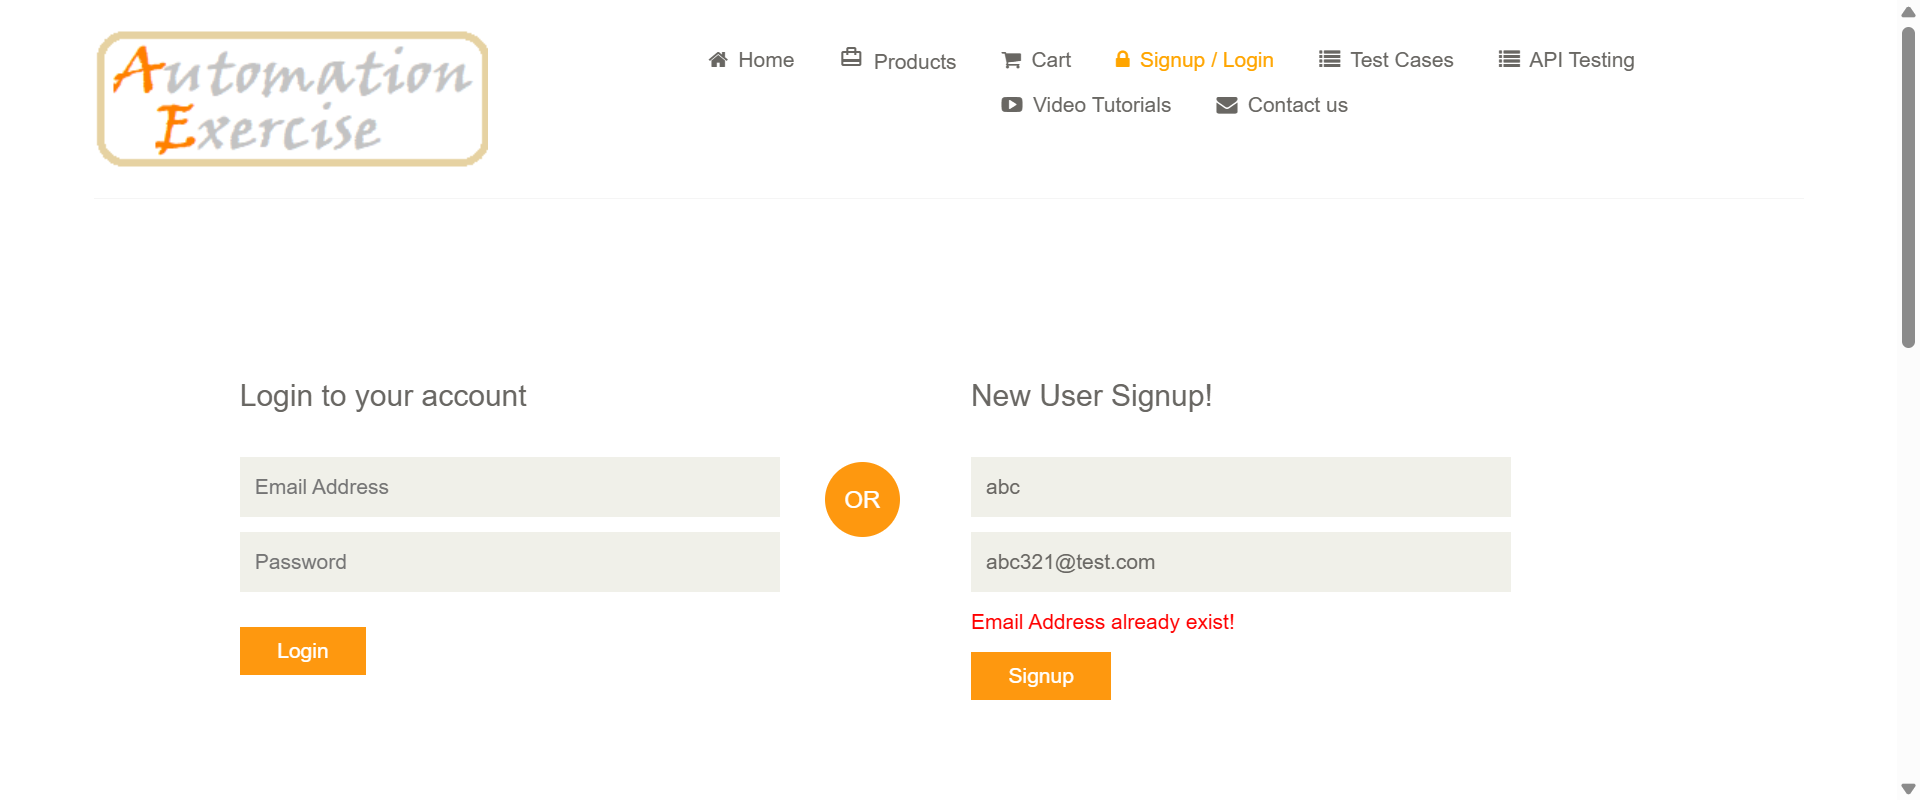 Automation
Exercise
Home
Products
Cart
Signup / Login
Test Cases
API Testing
Video Tutorials
Contact us
Login to your account
Email Address
Password
Login
OR
New User Signup!
abc
abc321@test.com
Email Address already exist!
Signup